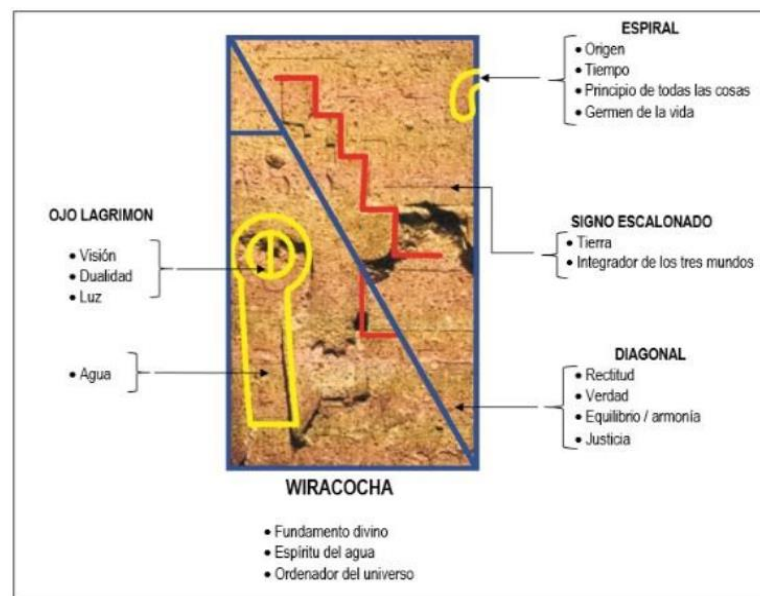 ESPIRAL
• Origen
• Tiempo
• Principio de todas las cosas
• Germen de la vida
OJO LAGRIMON
• Visión
• Dualidad
• Luz
• Agua
SIGNO ESCALONADO
• Tierra
• Integrador de los tres mundos
DIAGONAL
• Rectitud
• Verdad
• Equilibrio / armonía
• Justicia
WIRACOCHA
• Fundamento divino
• Espíritu del agua
• Ordenador del universo